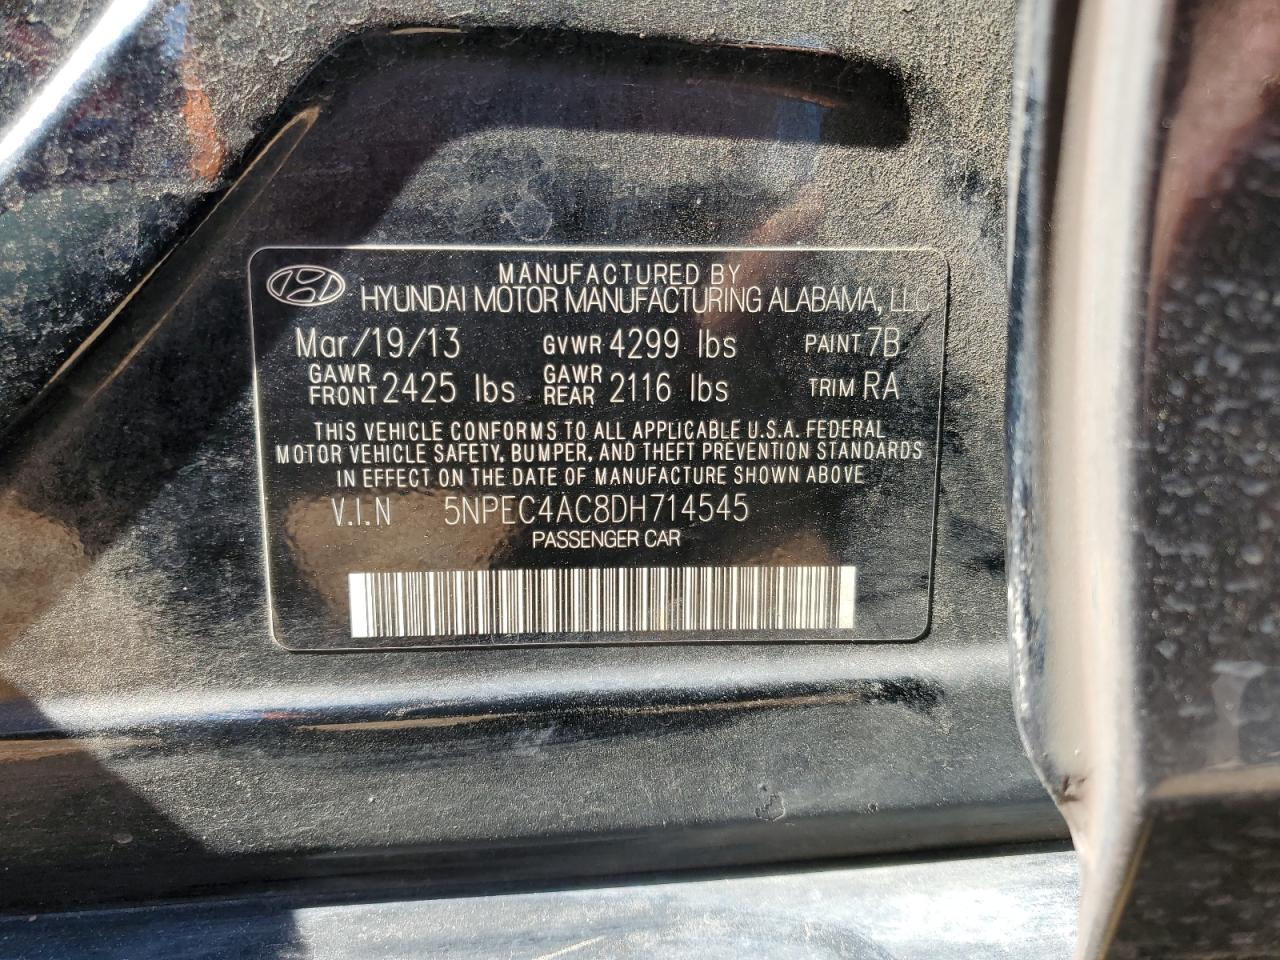 MANUFACTURED BY
HYUNDAI MOTOR MANUFACTURING ALABAMA, LLC
Mar/19/13 GVWR 4299 lbs PAINT 7B
GAWR FRONT 2425 lbs GAWR REAR 2116 lbs TRIM RA
THIS VEHICLE CONFORMS TO ALL APPLICABLE U.S.A. FEDERAL
MOTOR VEHICLE SAFETY, BUMPER, AND THEFT PREVENTION STANDARDS
IN EFFECT ON THE DATE OF MANUFACTURE SHOWN ABOVE
V.I.N 5NPEC4AC8DH714545
PASSENGER CAR